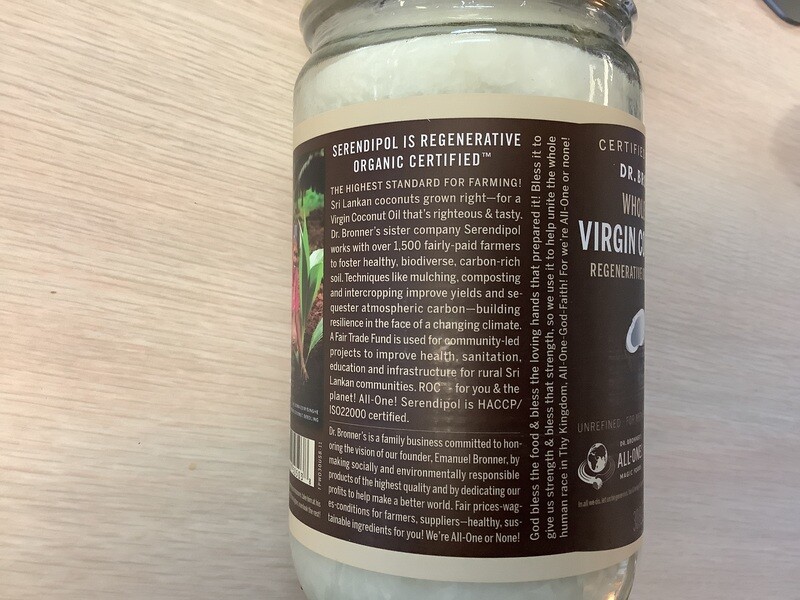 SERENDIPOL IS REGENERATIVE
ORGANIC CERTIFIED™
THE HIGHEST STANDARD FOR FARMING!
Sri Lankan coconuts grown right—for a
Virgin Coconut Oil that's righteous & tasty.
Dr. Bronner's sister company Serendipol
works with over 1,500 fairly-paid farmers
to foster healthy, biodiverse, carbon-rich
soil. Techniques like mulching, composting
and intercropping improve yields and se-
quester atmospheric carbon—building
resilience in the face of a changing climate.
A Fair Trade Fund is used for community-led
projects to improve health, sanitation,
education and infrastructure for rural Sri
Lankan communities. ROC - for you & the
planet! All-One! Serendipol is HACCP/
ISO22000 certified.
Dr. Bronner's is a family business committed to hon-
oring the vision of our founder, Emanuel Bronner, by
making socially and environmentally responsible
products of the highest quality and by dedicating our
profits to help make a better world. Fair prices-wag-
es-conditions for farmers, suppliers—healthy, sus-
tainable ingredients for you! We're All-One or None!
God bless the food & bless the loving hands that prepared it! Bless it to
give us strength & bless that strength, so we use it to help unite the whole
human race in Thy Kingdom, All-One-God-Faith! For we're All-One or none!
CERTIFIE
DR. BR
WHO
VIRGIN C
REGENERATIVE
UNREFINED
DR. BRONNER'S
ALL-ONE!
MAGIC
In all we do,